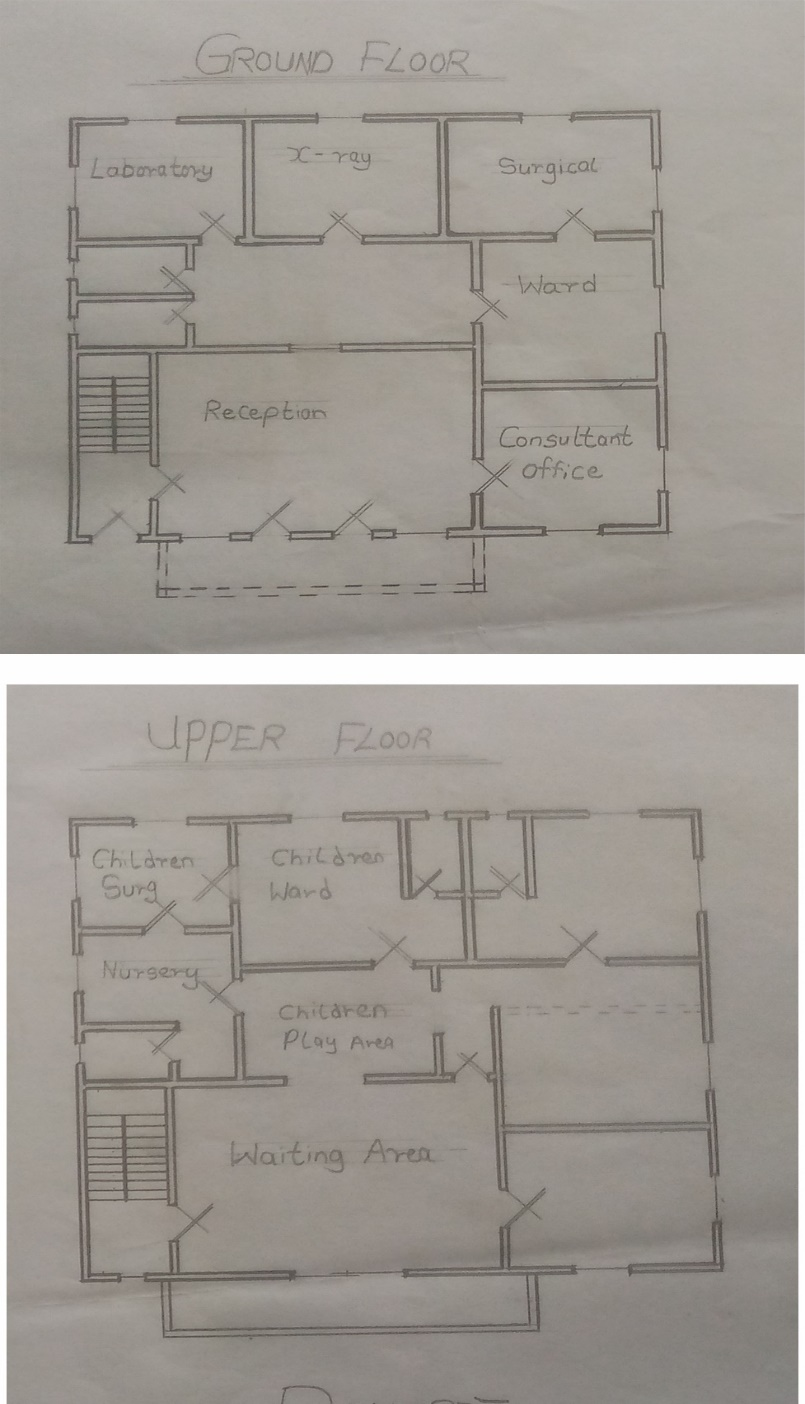 GROUND FLOOR
Laboratory
X-ray
Surgical
Ward
Reception
Consultant
Office
UPPER FLOOR
Children
Surg
Children
Ward
Nursery
Children
Play Area
Waiting Area